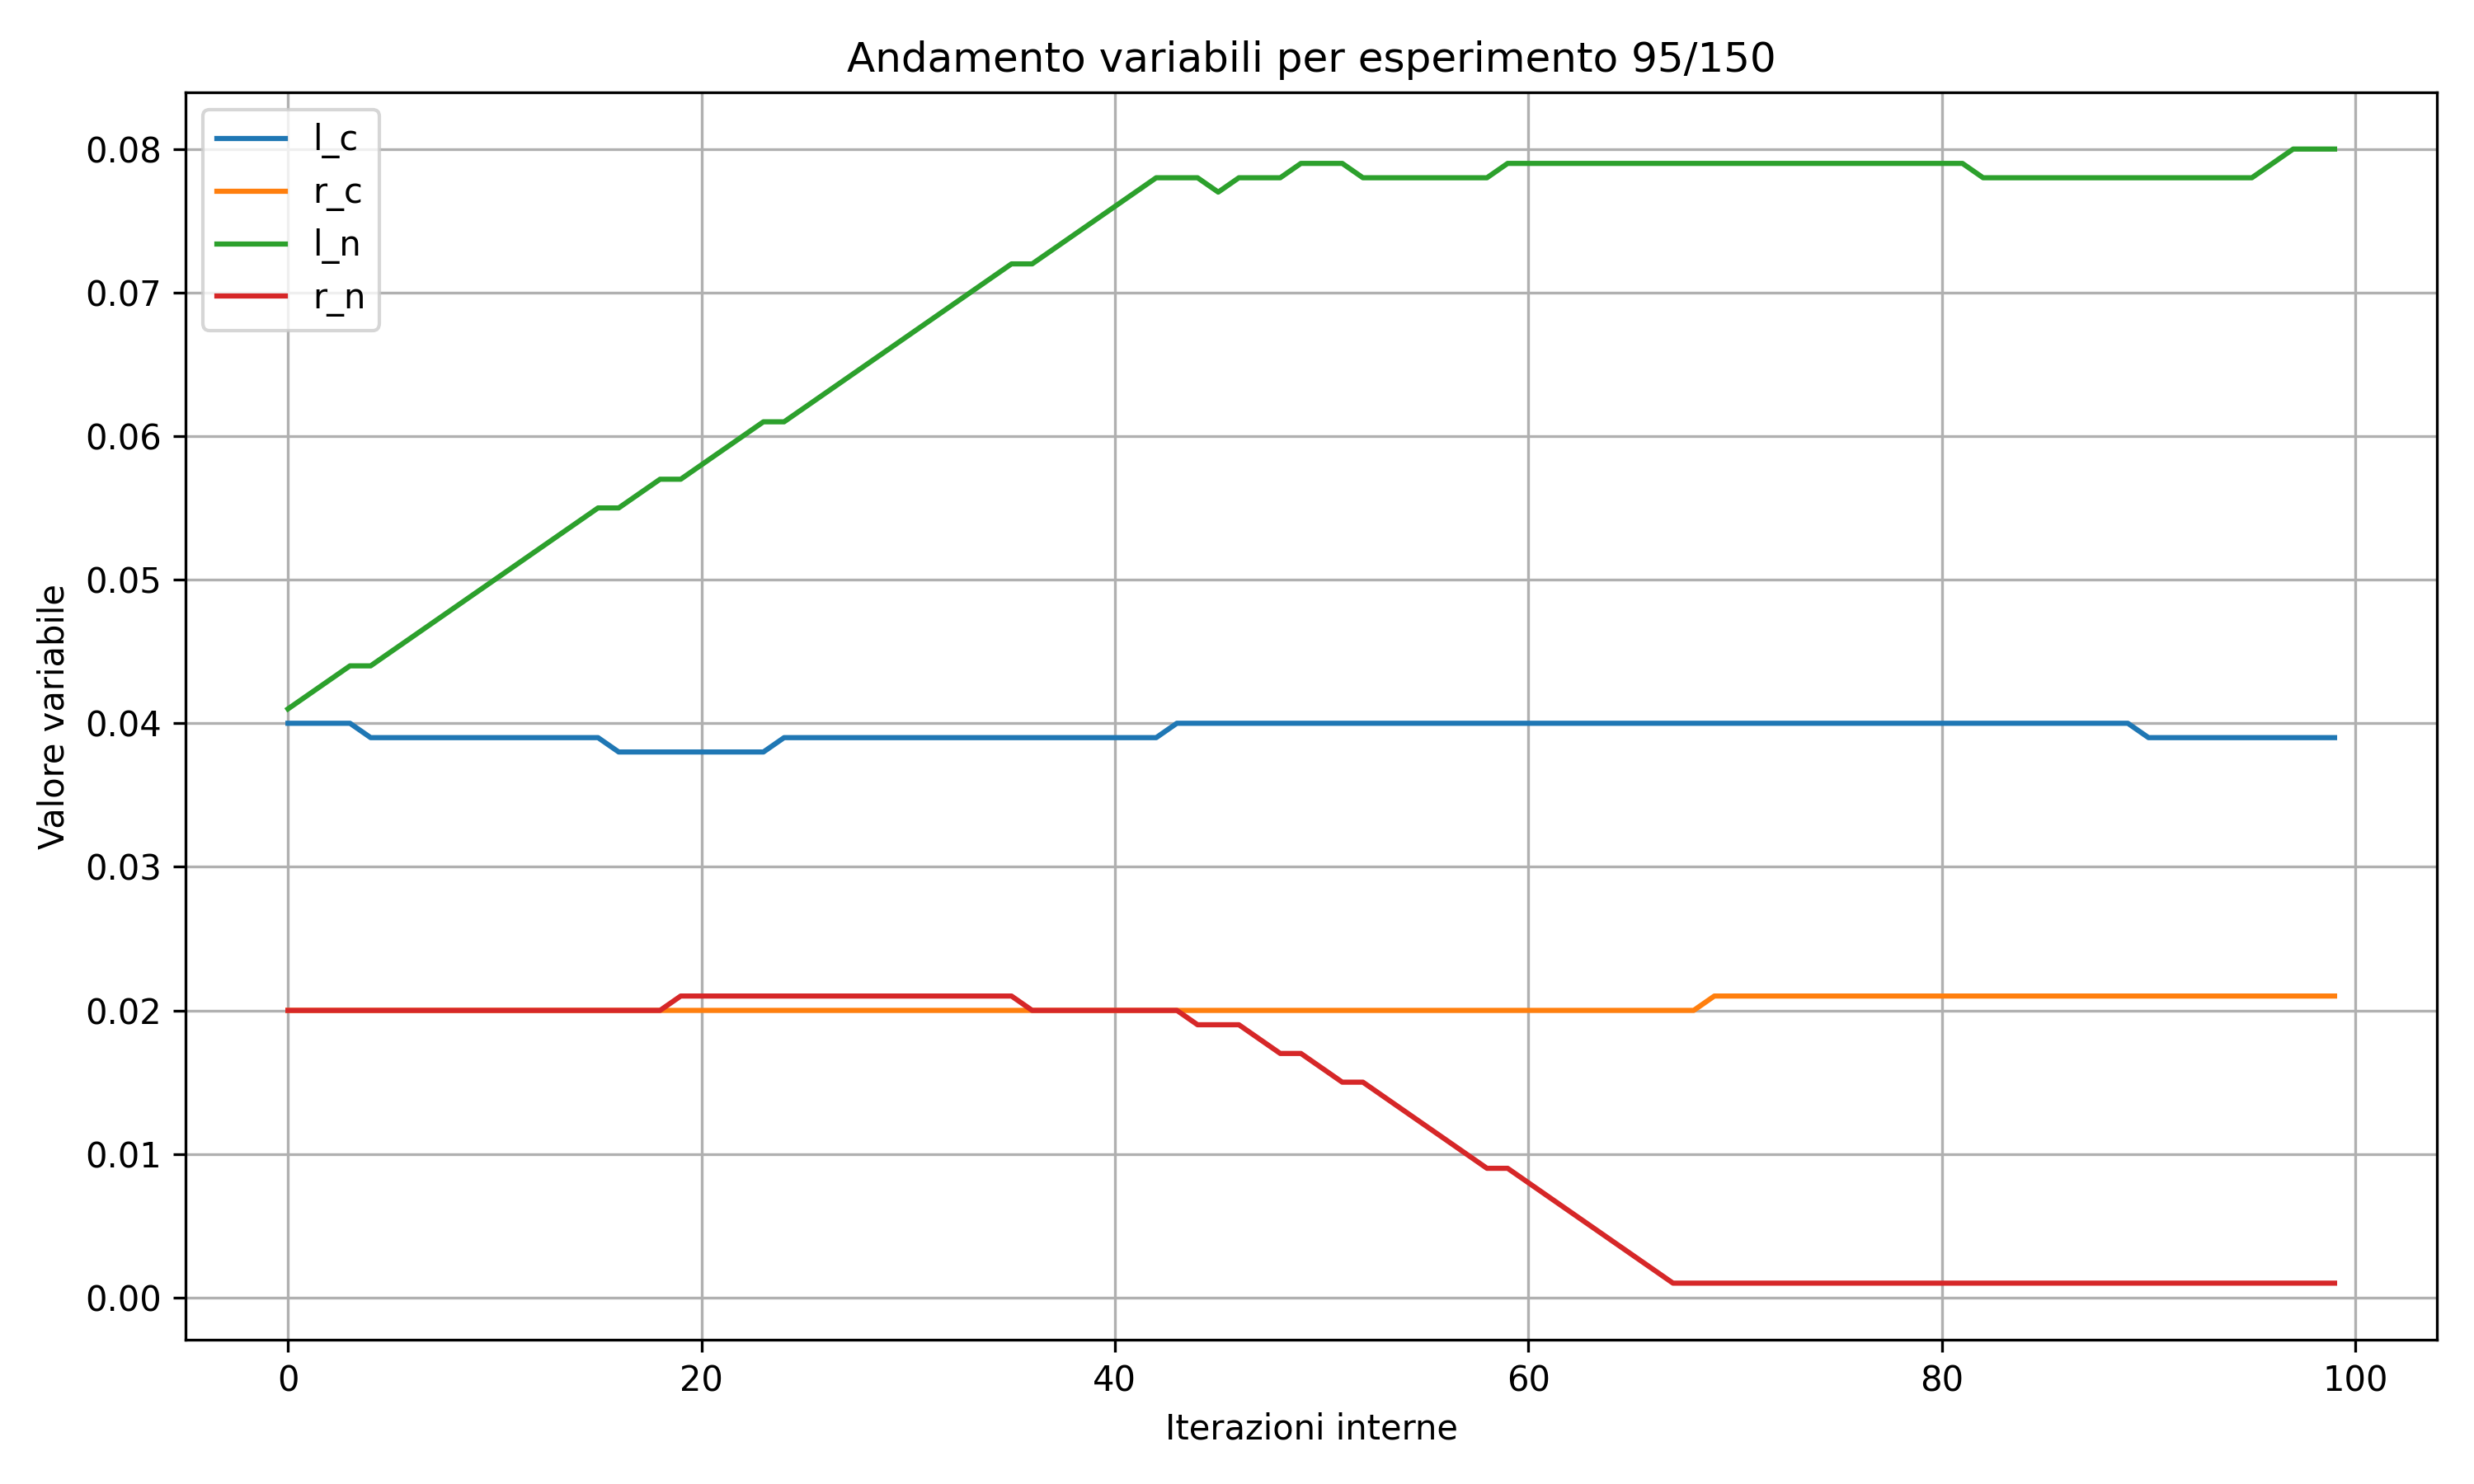 Andamento variabili per esperimento 95/150
l_c
r_c
l_n
r_n
0.08
0.07
0.06
0.05
0.04
0.03
0.02
0.01
0.00
Valore variabile
0 20 40 60 80 100
Iterazioni interne